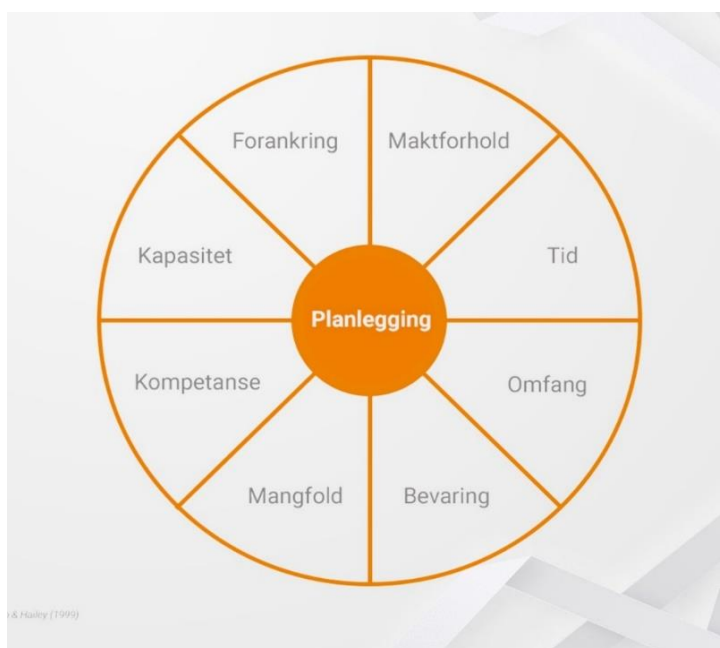 Forankring
Maktforhold
Kapasitet
Tid
Planlegging
Kompetanse
Omfang
Mangfold
Bevaring
& Hailey (1999)